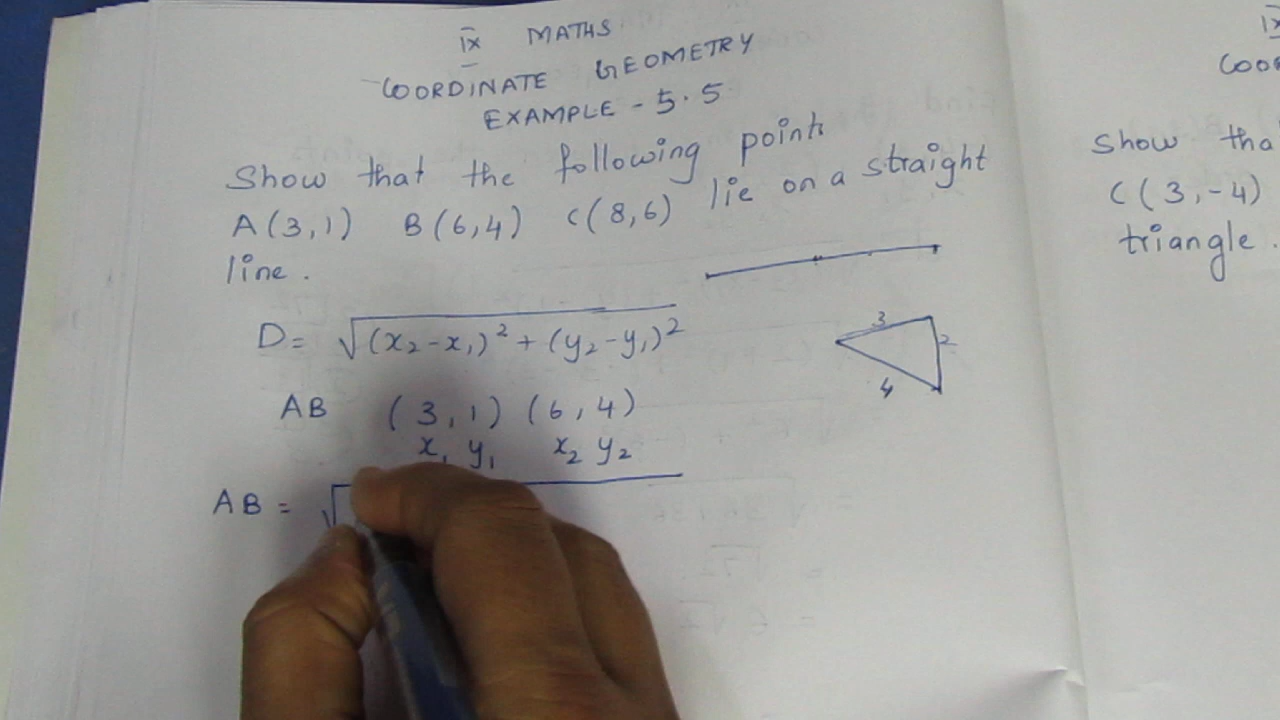 IX MATHS
COORDINATE GEOMETRY
EXAMPLE - 5.5
Show that the following points
A(3,1) B(6,4) C(8,6) lie on a straight
line.
D= √(x₂-x₁)²+(y₂-y₁)²
3
2
4
AB (3,1) (6,4)
x₁ y₁ x₂ y₂
AB = √
IX
COOR
Show tha
C(3,-4)
triangle.